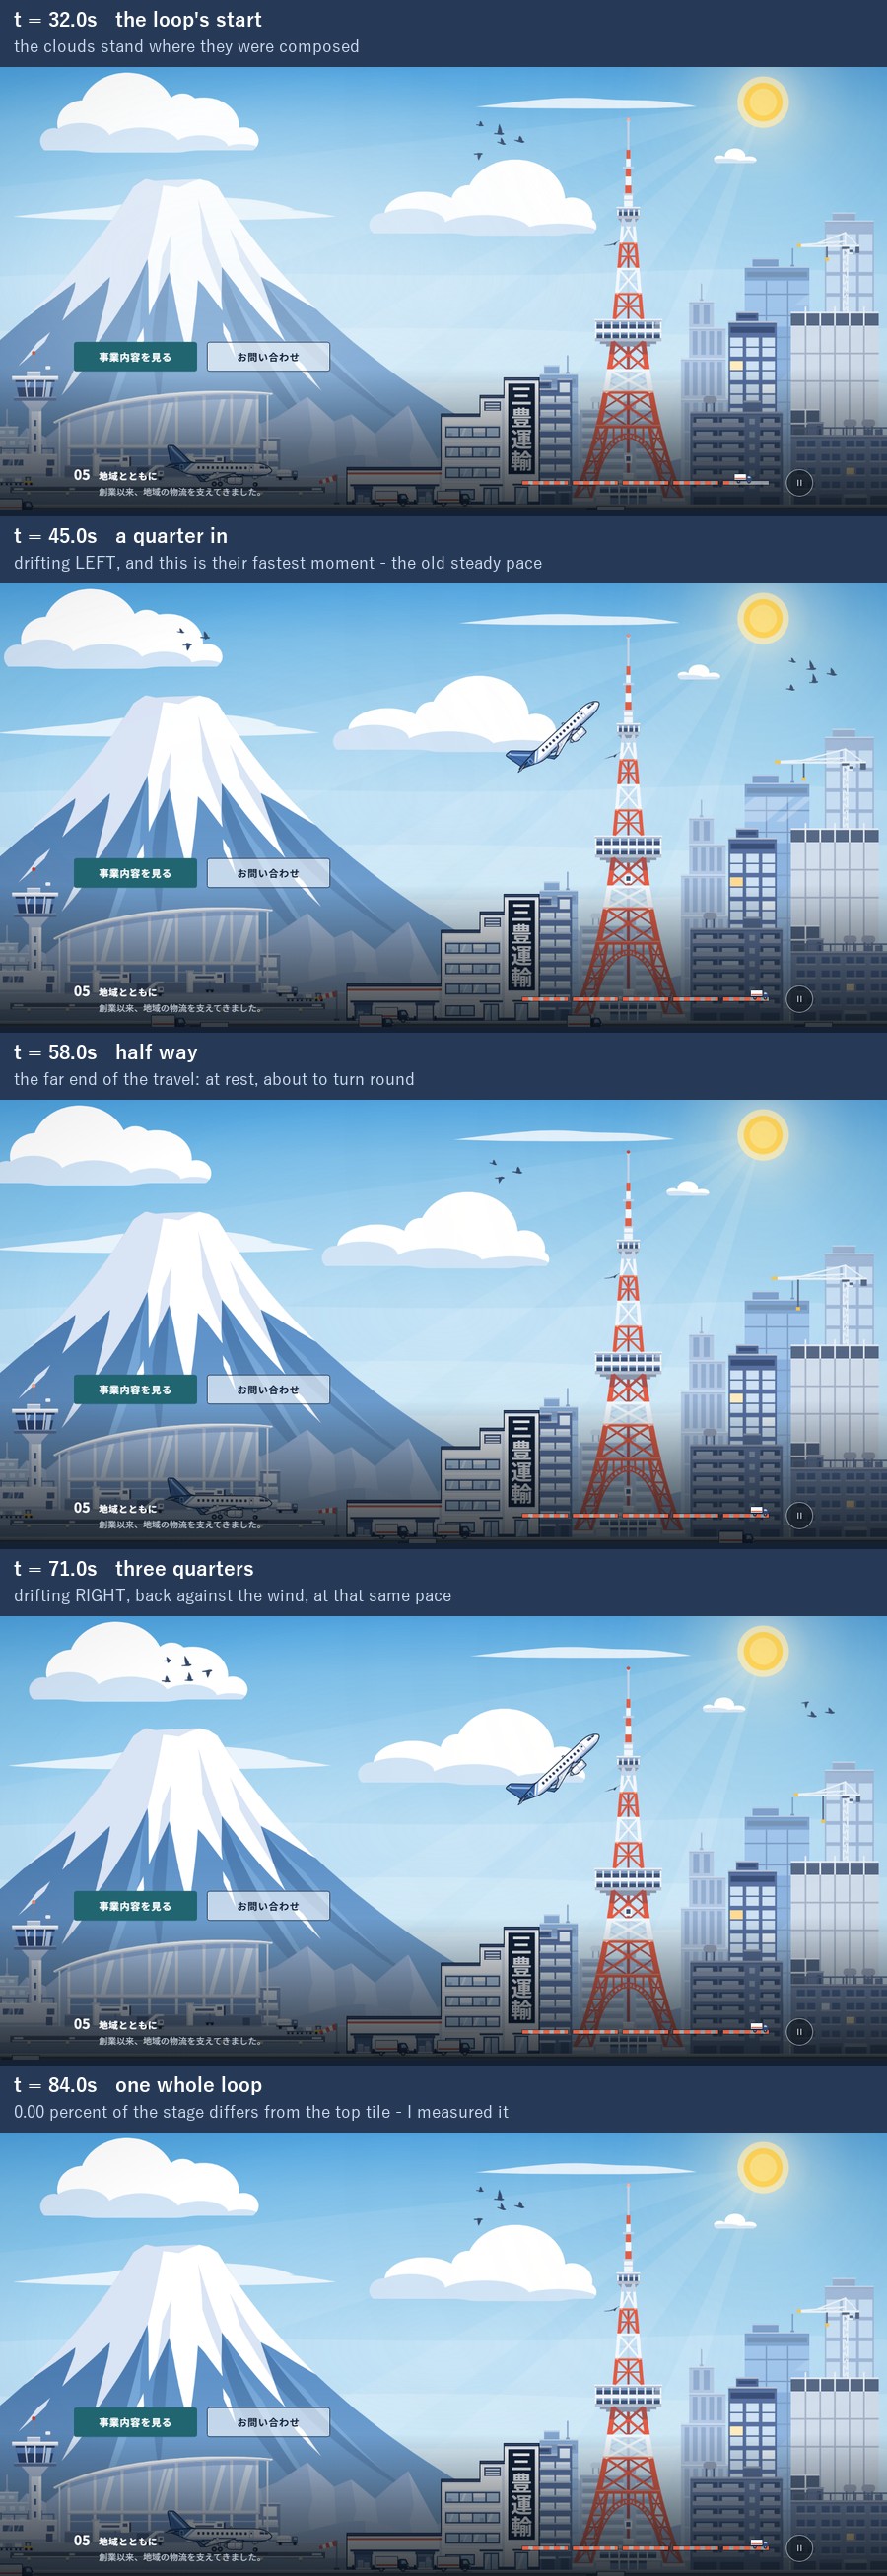 t = 32.0s the loop's start
the clouds stand where they were composed
三豊運輸
事業内容を見る
お問い合わせ
05 地域とともに
創業以来、地域の物流を支えてきました。
t = 45.0s a quarter in
drifting LEFT, and this is their fastest moment - the old steady pace
三豊運輸
事業内容を見る
お問い合わせ
05 地域とともに
創業以来、地域の物流を支えてきました。
t = 58.0s half way
the far end of the travel: at rest, about to turn round
三豊運輸
事業内容を見る
お問い合わせ
05 地域とともに
創業以来、地域の物流を支えてきました。
t = 71.0s three quarters
drifting RIGHT, back against the wind, at that same pace
三豊運輸
事業内容を見る
お問い合わせ
05 地域とともに
創業以来、地域の物流を支えてきました。
t = 84.0s one whole loop
0.00 percent of the stage differs from the top tile - I measured it
三豊運輸
事業内容を見る
お問い合わせ
05 地域とともに
創業以来、地域の物流を支えてきました。